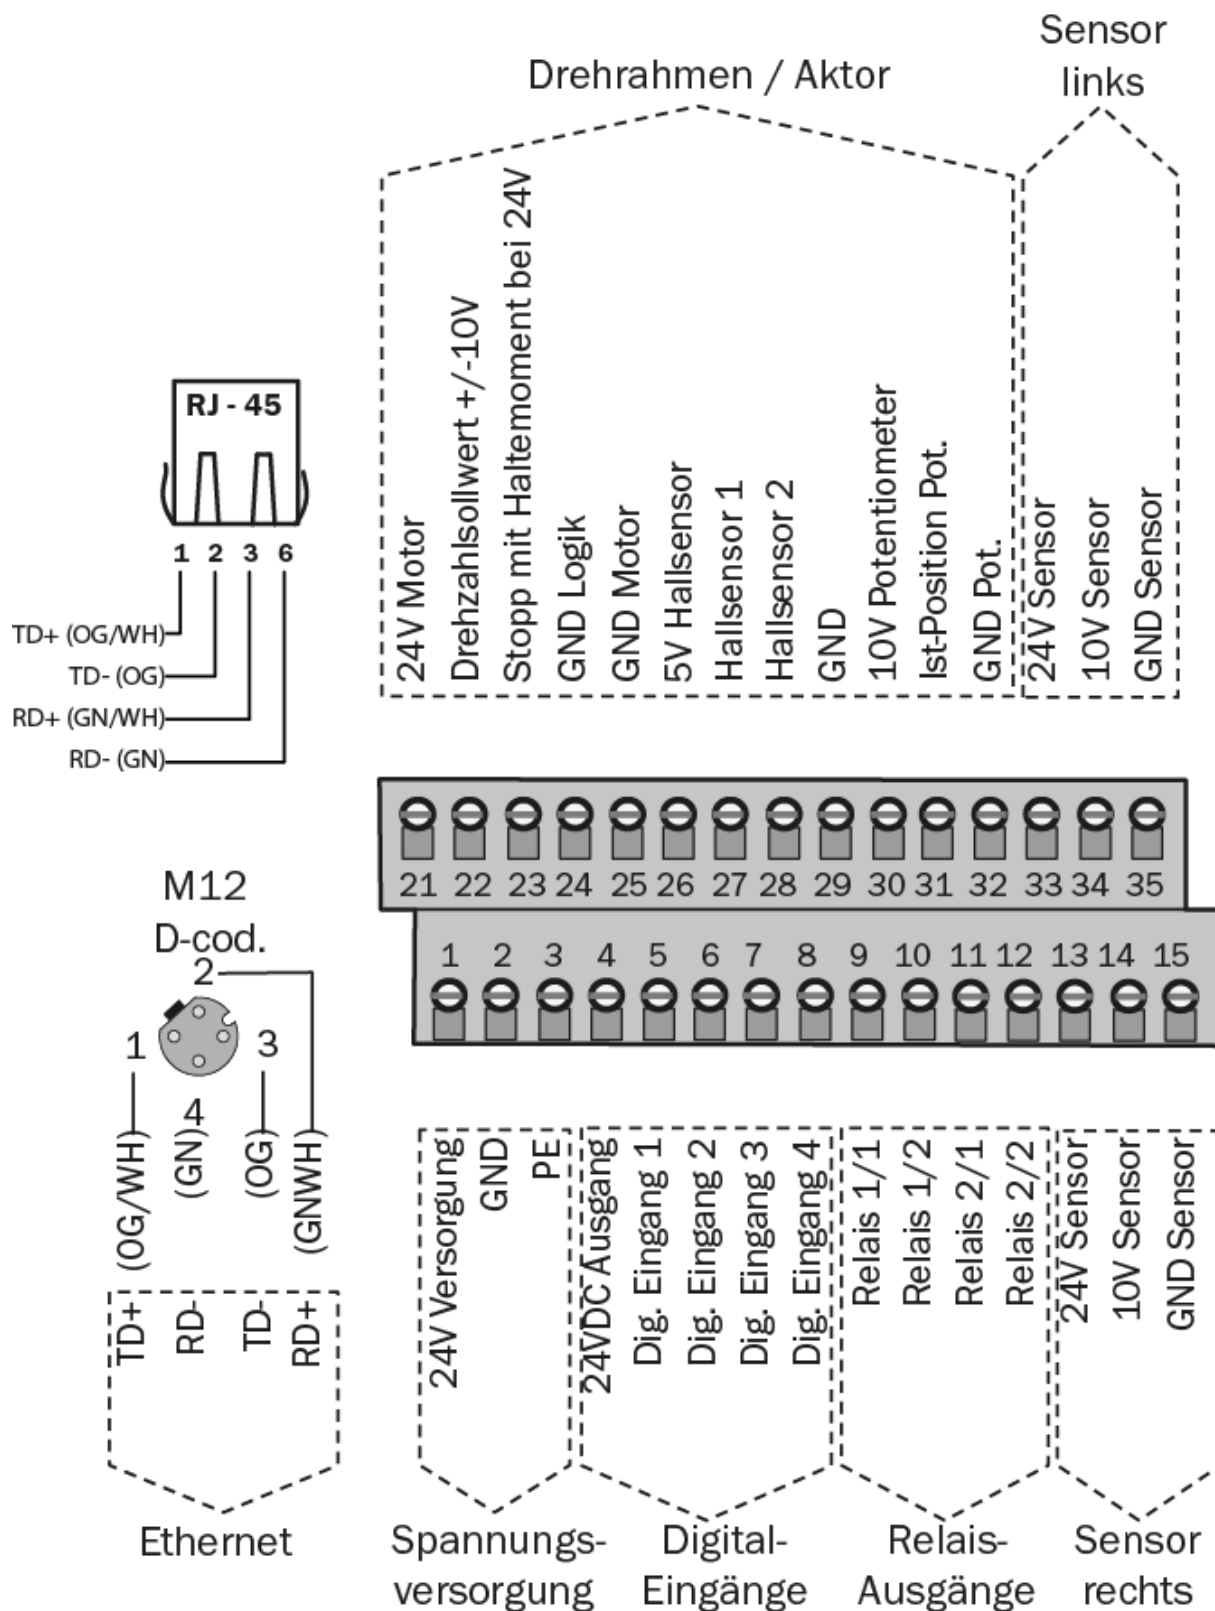 Drehrahmen / Aktor
Sensor
links
24V Motor
Drehzahlsollwert +/-10V
Stopp mit Haltemoment bei 24V
GND Logik
GND Motor
5V Hallsensor
Hallsensor 1
Hallsensor 2
GND
10V Potentiometer
Ist-Position Pot.
GND Pot.
24V Sensor
10V Sensor
GND Sensor
RJ - 45
1 2 3 6
TD+ (OG/WH)
TD- (OG)
RD+ (GN/WH)
RD- (GN)
21 22 23 24 25 26 27 28 29 30 31 32 33 34 35
1 2 3 4 5 6 7 8 9 10 11 12 13 14 15
M12
D-cod.
2
1
3
4
(OG/WH)
(GN)
(OG)
(GNWH)
TD+
RD-
TD-
RD+
Ethernet
24V Versorgung
GND
PE
24VDC Ausgang
Dig. Eingang 1
Dig. Eingang 2
Dig. Eingang 3
Dig. Eingang 4
Relais 1/1
Relais 1/2
Relais 2/1
Relais 2/2
24V Sensor
10V Sensor
GND Sensor
Spannungs-
versorgung
Digital-
Eingänge
Relais-
Ausgänge
Sensor
rechts